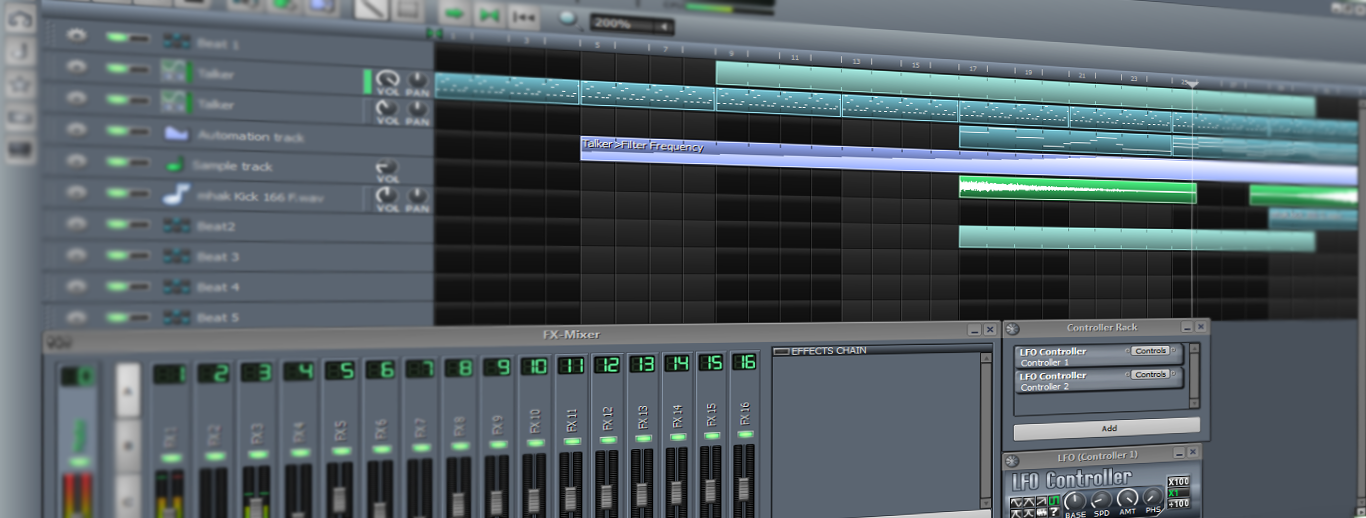 200%
1 3 5 7 9 11 13 15 17 19 21 23 25
Beat 1
Talker
VOL PAN
Talker
VOL PAN
Automation track
Talker>Filter Frequency
Sample track
VOL
mhak Kick 166 F.wav
VOL PAN
Beat2
Beat 3
Beat 4
Beat 5
FX-Mixer
0 1 2 3 4 5 6 7 8 9 10 11 12 13 14 15 16
A
B
C
FX 1
FX 2
FX 3
FX 4
FX 5
FX 6
FX 7
FX 8
FX 9
FX 10
FX 11
FX 12
FX 13
FX 14
FX 15
FX 16
EFFECTS CHAIN
Controller Rack
LFO Controller
Controls
Controller 1
LFO Controller
Controls
Controller 2
Add
LFO (Controller 1)
LFO Controller
X100
X1
÷100
BASE SPD AMT PHS